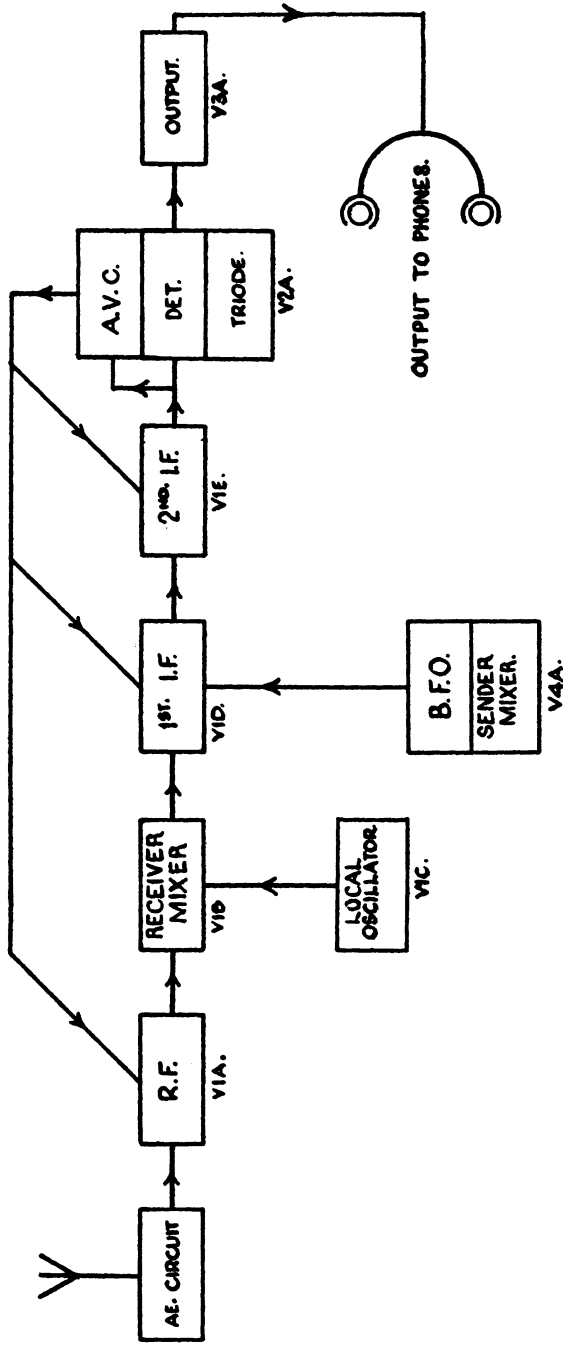 AE. CIRCUIT
R.F.
V1A.
RECEIVER
MIXER
V1B
LOCAL
OSCILLATOR
V1C.
1ST. I.F.
V1D.
B.F.O.
SENDER
MIXER.
V4A.
2ND. I.F.
V1E.
A.V.C.
DET.
TRIODE.
V2A.
OUTPUT.
V3A.
OUTPUT TO PHONES.